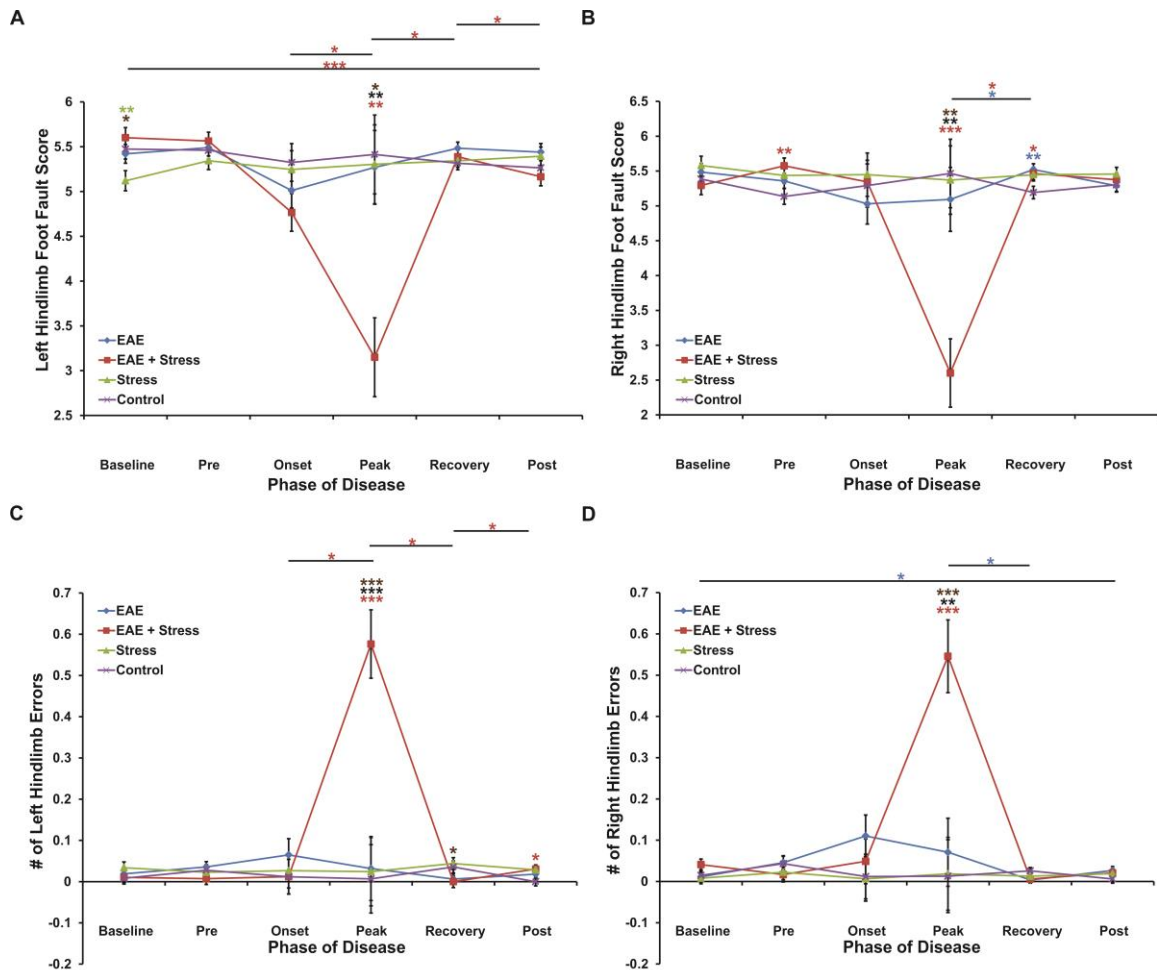 A
*
*
*
***
**
*
*
**
**
6
5.5
5
4.5
4
3.5
3
2.5
Left Hindlimb Foot Fault Score
EAE
EAE + Stress
Stress
Control
Baseline Pre Onset Peak Recovery Post
Phase of Disease
B
*
*
**
**
***
**
*
**
6.5
6
5.5
5
4.5
4
3.5
3
2.5
2
Right Hindlimb Foot Fault Score
EAE
EAE + Stress
Stress
Control
Baseline Pre Onset Peak Recovery Post
Phase of Disease
C
*
*
*
***
***
***
*
*
0.7
0.6
0.5
0.4
0.3
0.2
0.1
0
-0.1
-0.2
# of Left Hindlimb Errors
EAE
EAE + Stress
Stress
Control
Baseline Pre Onset Peak Recovery Post
Phase of Disease
D
*
*
***
**
***
0.7
0.6
0.5
0.4
0.3
0.2
0.1
0
-0.1
-0.2
# of Right Hindlimb Errors
EAE
EAE + Stress
Stress
Control
Baseline Pre Onset Peak Recovery Post
Phase of Disease